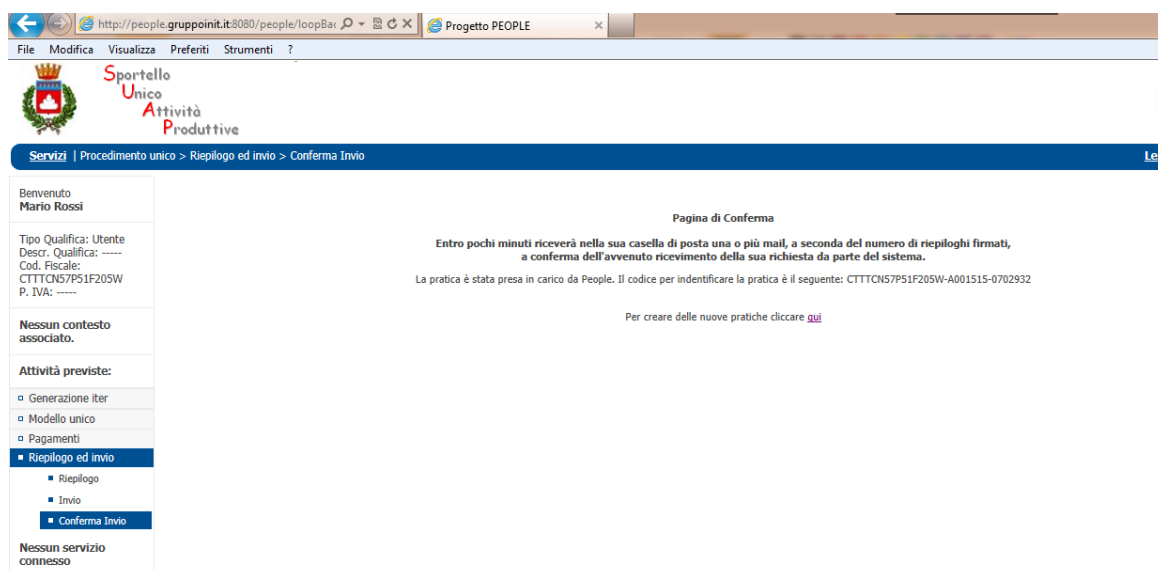 http://people.gruppoinit.it:8080/people/loopBac
Progetto PEOPLE
File Modifica Visualizza Preferiti Strumenti ?
Sportello
Unico
Attività
Produttive
Servizi | Procedimento unico > Riepilogo ed invio > Conferma Invio
Le
Benvenuto
Mario Rossi
Tipo Qualifica: Utente
Descr. Qualifica: -----
Cod. Fiscale:
CTTTCN57P51F205W
P. IVA: -----
Nessun contesto
associato.
Attività previste:
Generazione iter
Modello unico
Pagamenti
Riepilogo ed invio
Riepilogo
Invio
Conferma Invio
Nessun servizio
connesso
Pagina di Conferma
Entro pochi minuti riceverà nella sua casella di posta una o più mail, a seconda del numero di riepiloghi firmati,
a conferma dell'avvenuto ricevimento della sua richiesta da parte del sistema.
La pratica è stata presa in carico da People. Il codice per indentificare la pratica è il seguente: CTTTCN57P51F205W-A001515-0702932
Per creare delle nuove pratiche cliccare qui